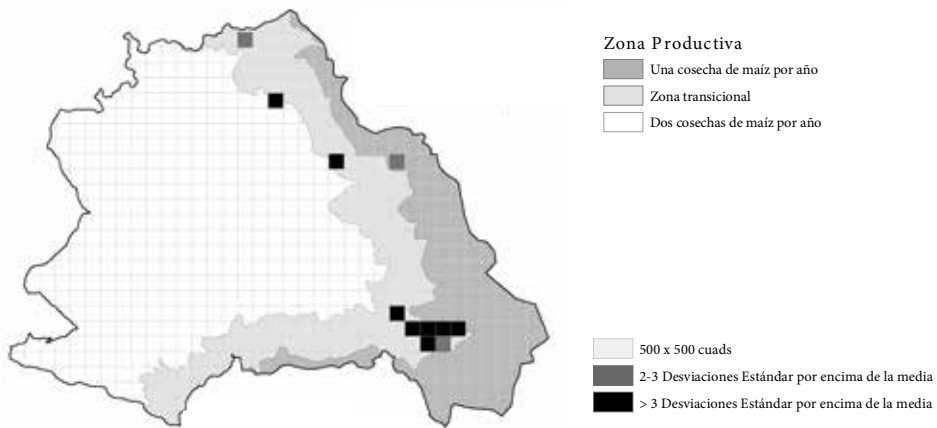 Zona Productiva
Una cosecha de maíz por año
Zona transicional
Dos cosechas de maíz por año
500 x 500 cuads
2-3 Desviaciones Estándar por encima de la media
> 3 Desviaciones Estándar por encima de la media